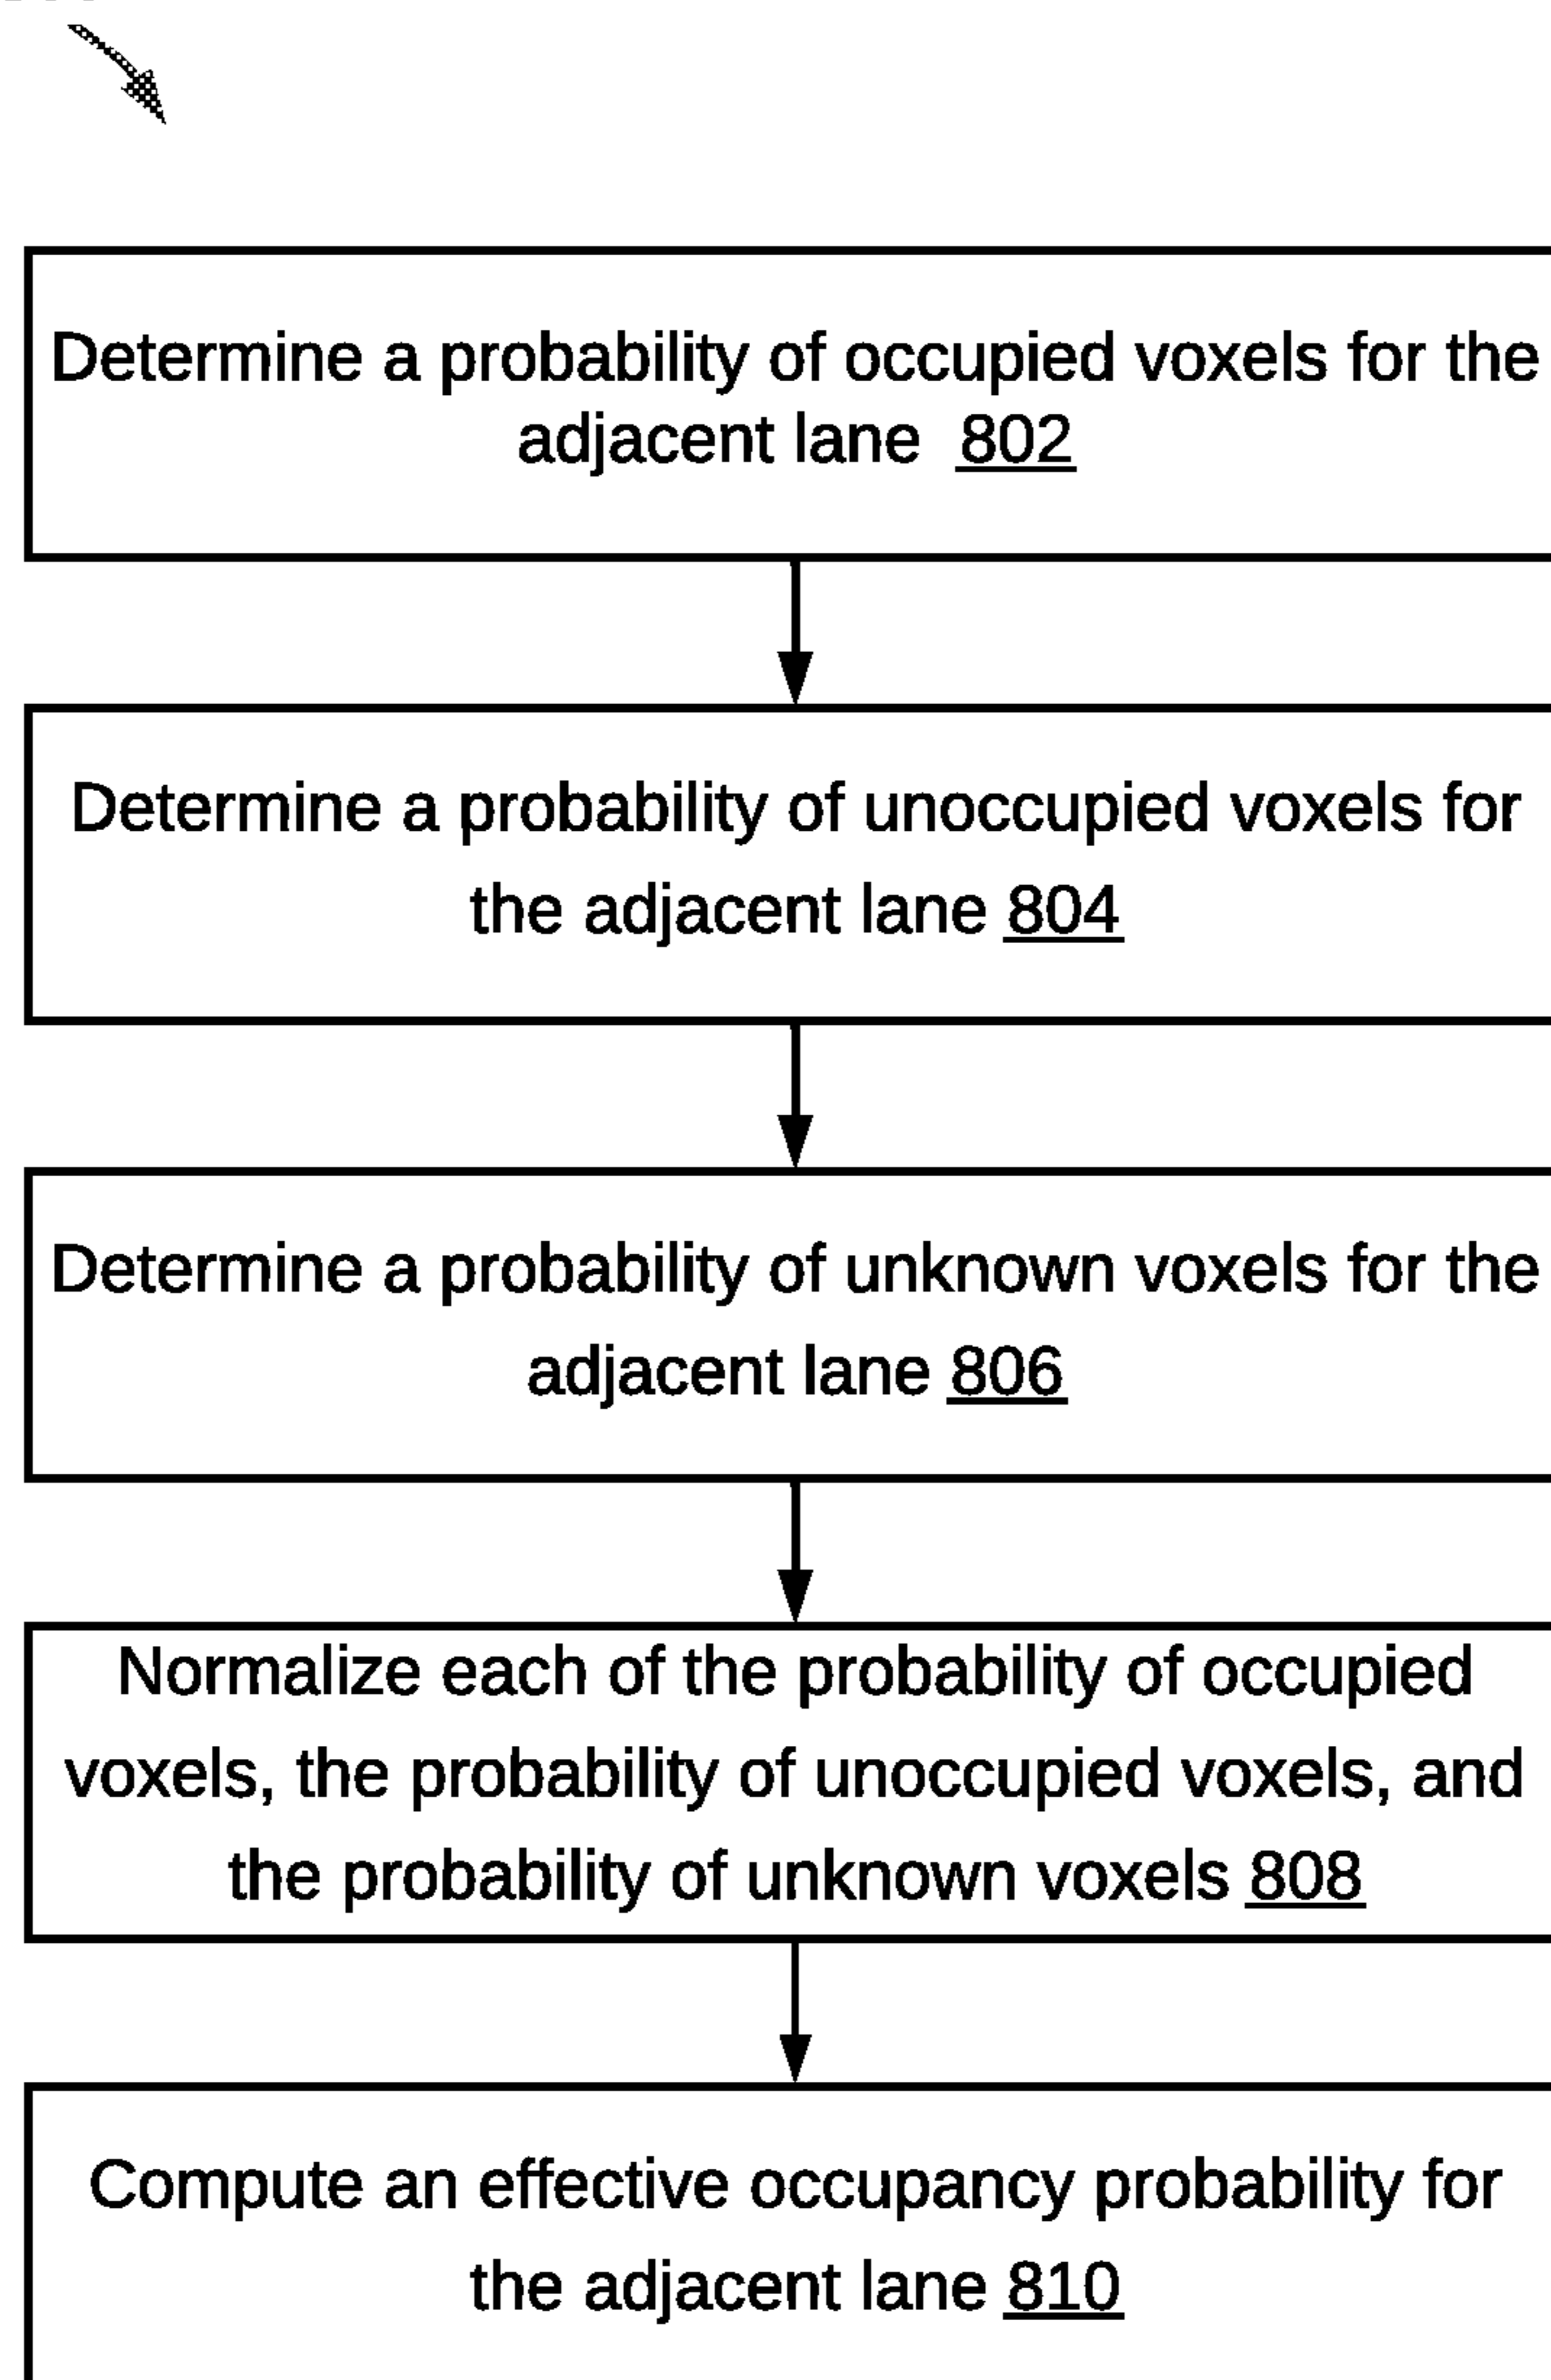 Determine a probability of occupied voxels for the
adjacent lane 802
Determine a probability of unoccupied voxels for
the adjacent lane 804
Determine a probability of unknown voxels for the
adjacent lane 806
Normalize each of the probability of occupied
voxels, the probability of unoccupied voxels, and
the probability of unknown voxels 808
Compute an effective occupancy probability for
the adjacent lane 810